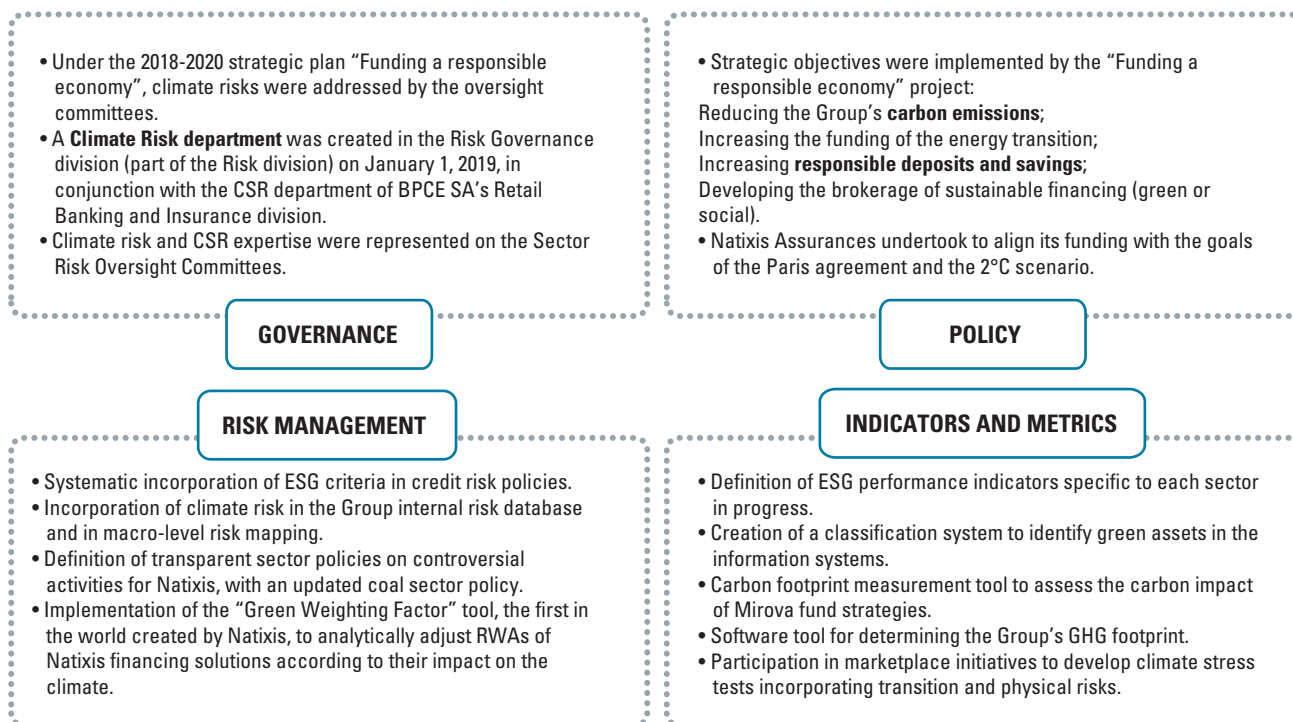 • Under the 2018-2020 strategic plan “Funding a responsible
economy”, climate risks were addressed by the oversight
committees.
• A Climate Risk department was created in the Risk Governance
division (part of the Risk division) on January 1, 2019, in
conjunction with the CSR department of BPCE SA’s Retail
Banking and Insurance division.
• Climate risk and CSR expertise were represented on the Sector
Risk Oversight Committees.
GOVERNANCE
• Strategic objectives were implemented by the “Funding a
responsible economy” project:
Reducing the Group’s carbon emissions;
Increasing the funding of the energy transition;
Increasing responsible deposits and savings;
Developing the brokerage of sustainable financing (green or
social).
• Natixis Assurances undertook to align its funding with the goals
of the Paris agreement and the 2°C scenario.
POLICY
RISK MANAGEMENT
• Systematic incorporation of ESG criteria in credit risk policies.
• Incorporation of climate risk in the Group internal risk database
and in macro-level risk mapping.
• Definition of transparent sector policies on controversial
activities for Natixis, with an updated coal sector policy.
• Implementation of the “Green Weighting Factor” tool, the first in
the world created by Natixis, to analytically adjust RWAs of
Natixis financing solutions according to their impact on the
climate.
INDICATORS AND METRICS
• Definition of ESG performance indicators specific to each sector
in progress.
• Creation of a classification system to identify green assets in the
information systems.
• Carbon footprint measurement tool to assess the carbon impact
of Mirova fund strategies.
• Software tool for determining the Group’s GHG footprint.
• Participation in marketplace initiatives to develop climate stress
tests incorporating transition and physical risks.